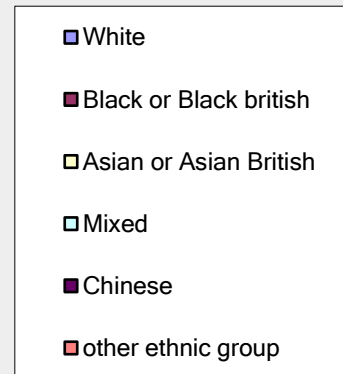 White
Black or Black british
Asian or Asian British
Mixed
Chinese
other ethnic group